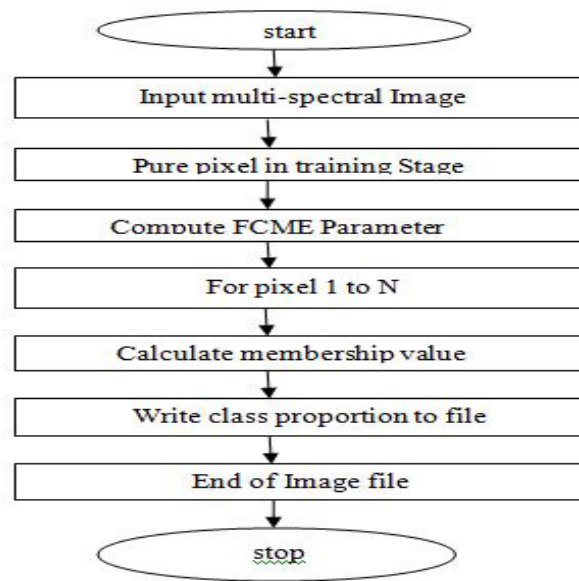 start
Input multi-spectral Image
Pure pixel in training Stage
Compute FCME Parameter
For pixel 1 to N
Calculate membership value
Write class proportion to file
End of Image file
stop